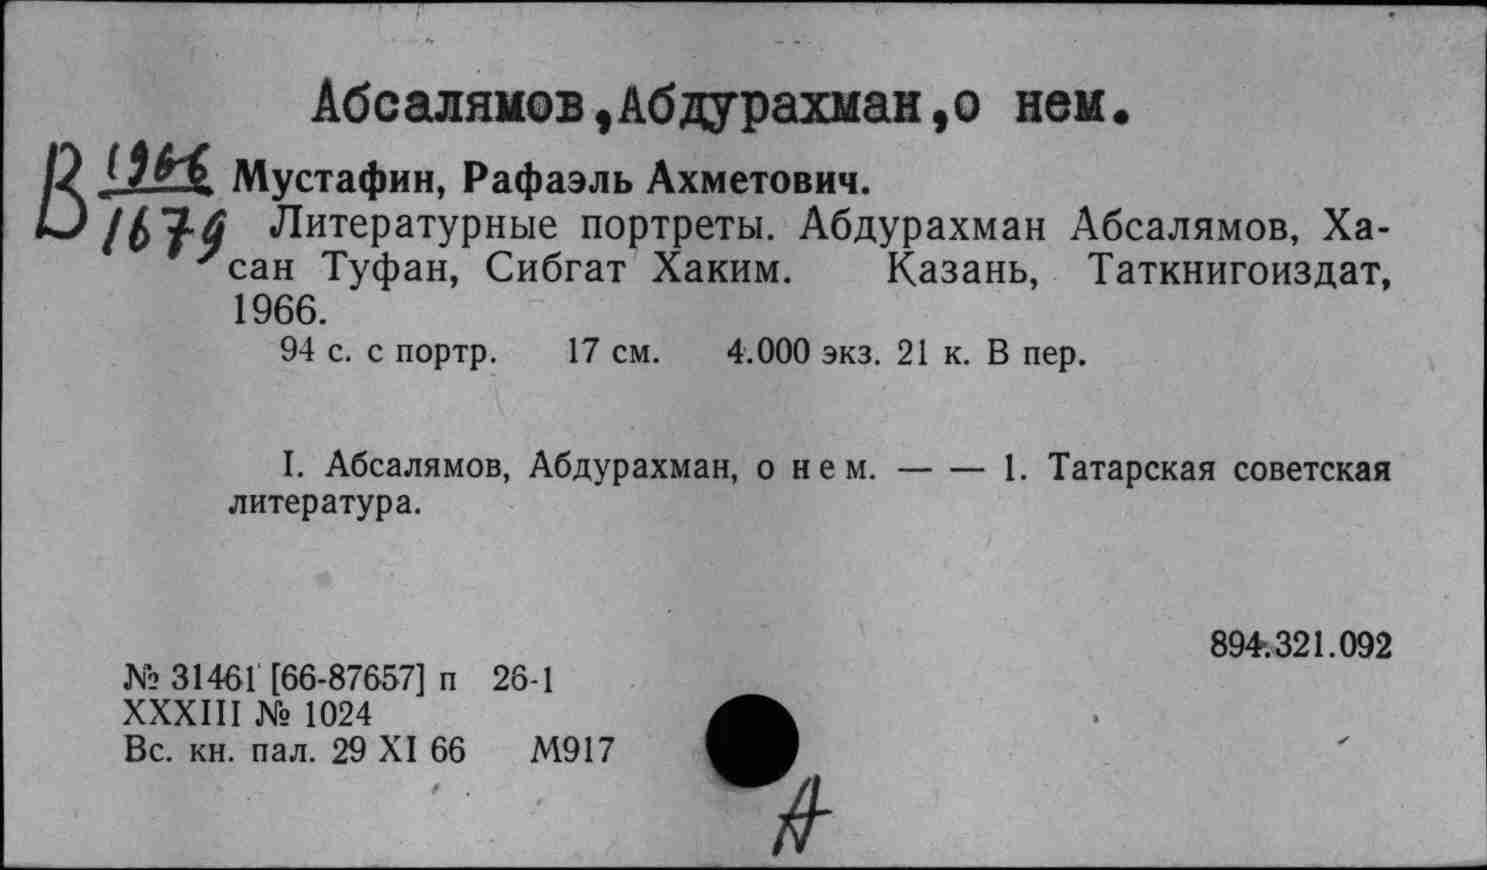 Абсалямов,Абдурахман,о нем.
В 1966 Мустафин, Рафаэль Ахметович.
1679 Литературные портреты. Абдурахман Абсалямов, Ха-
сан Туфан, Сибгат Хаким. Казань, Таткнигоиздат,
1966.
94 с. с портр. 17 см. 4.000 экз. 21 к. В пер.
I. Абсалямов, Абдурахман, о нем. — — 1. Татарская советская
литература.
894.321.092
№ 31461 [66-87657] п 26-1
XXXIII № 1024
Вс. кн. пал. 29 XI 66 М917